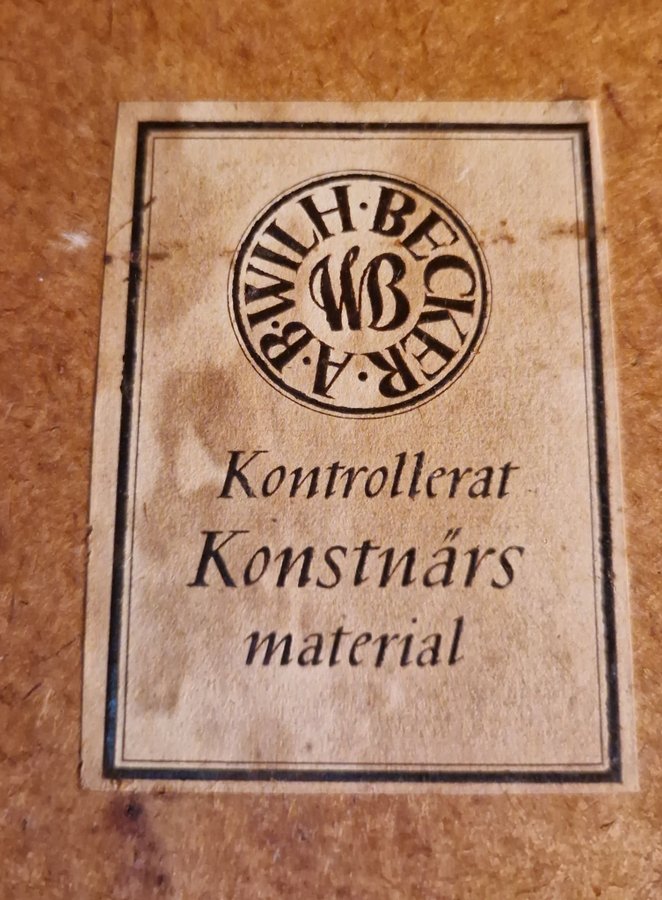 A·B·WILH·BECKER·
WB
Kontrollerat
Konstnärs
material